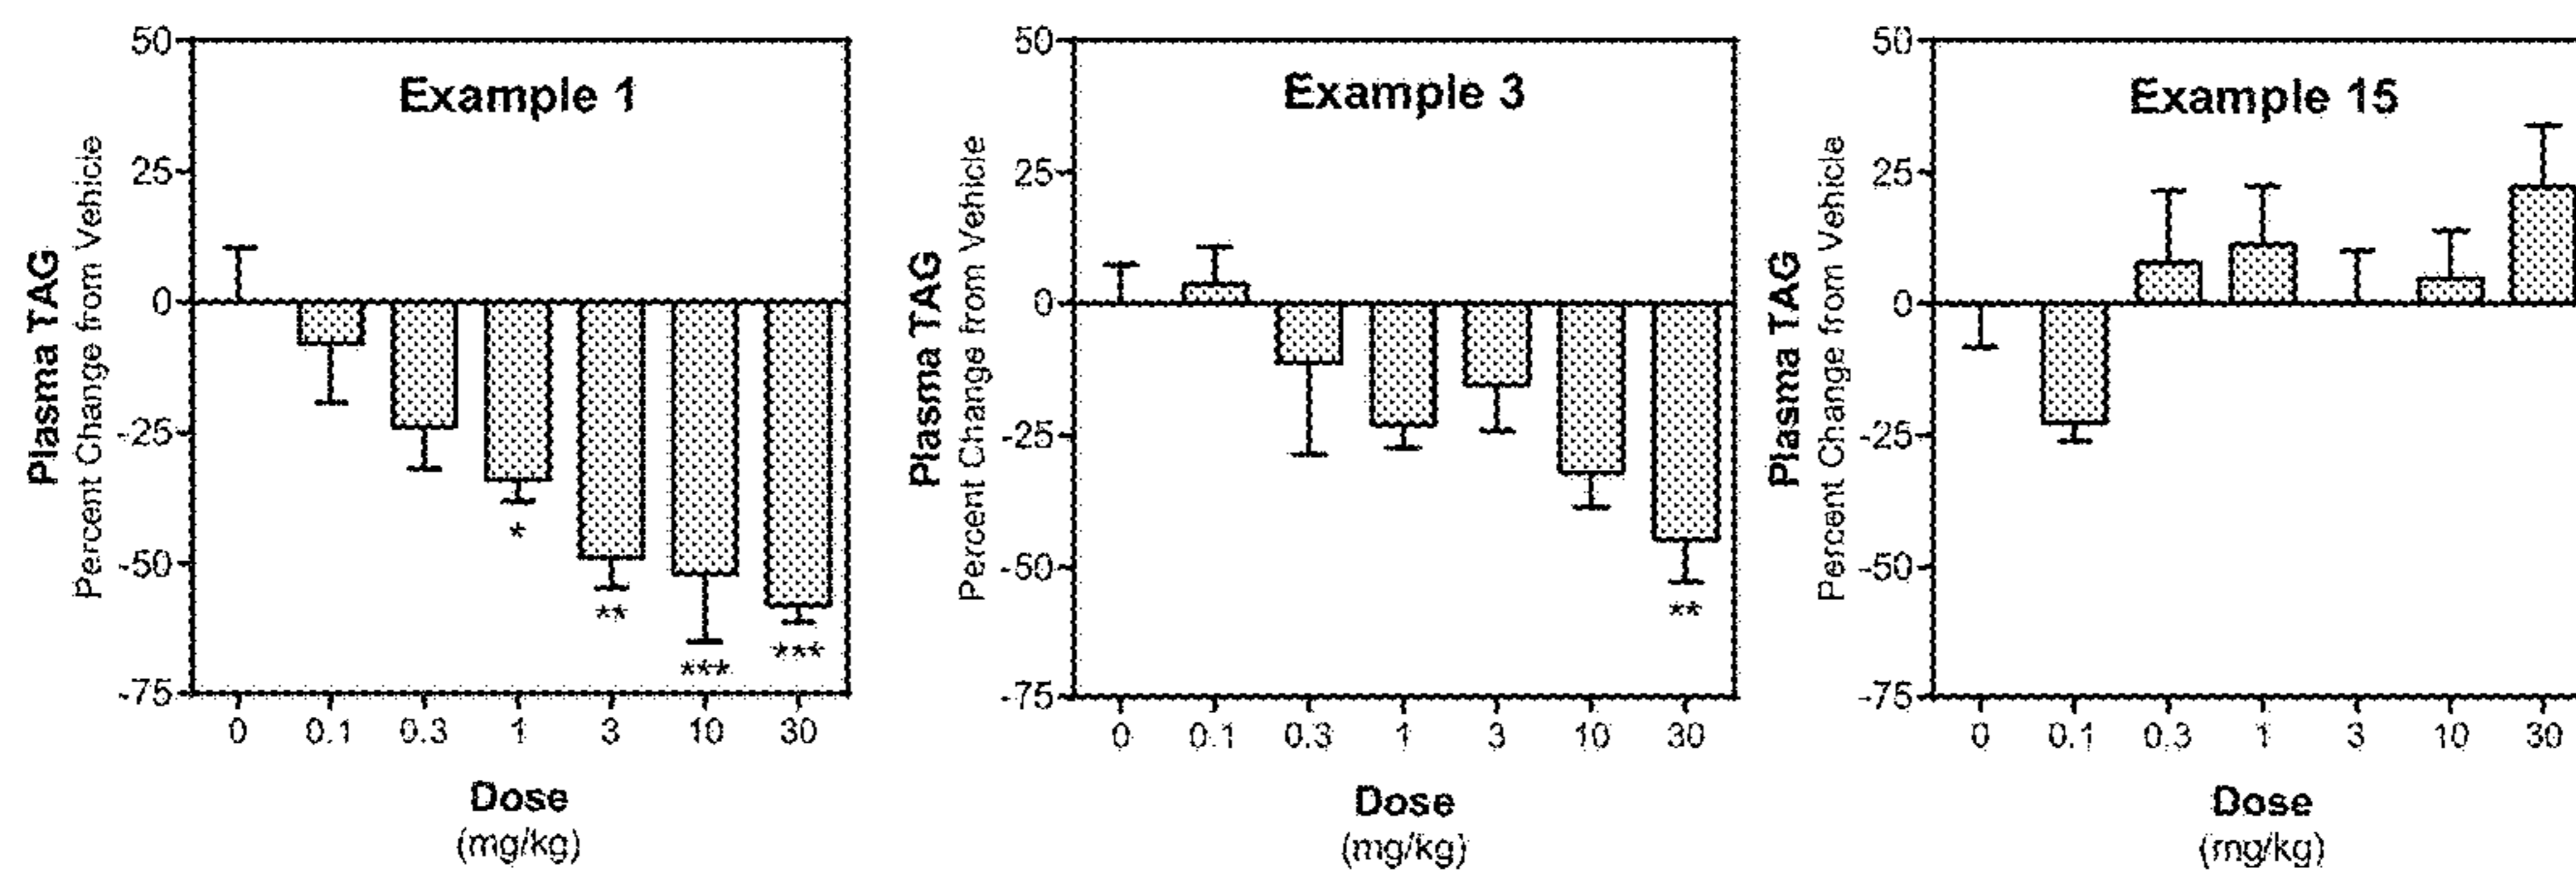 Example 1
Plasma TAG
Percent Change from Vehicle
50
25
0
-25
-50
-75
*
**
***
***
0 0.1 0.3 1 3 10 30
Dose
(mg/kg)
Example 3
Plasma TAG
Percent Change from Vehicle
50
25
0
-25
-50
-75
**
0 0.1 0.3 1 3 10 30
Dose
(mg/kg)
Example 15
Plasma TAG
Percent Change from Vehicle
50
25
0
-25
-50
-75
0 0.1 0.3 1 3 10 30
Dose
(mg/kg)